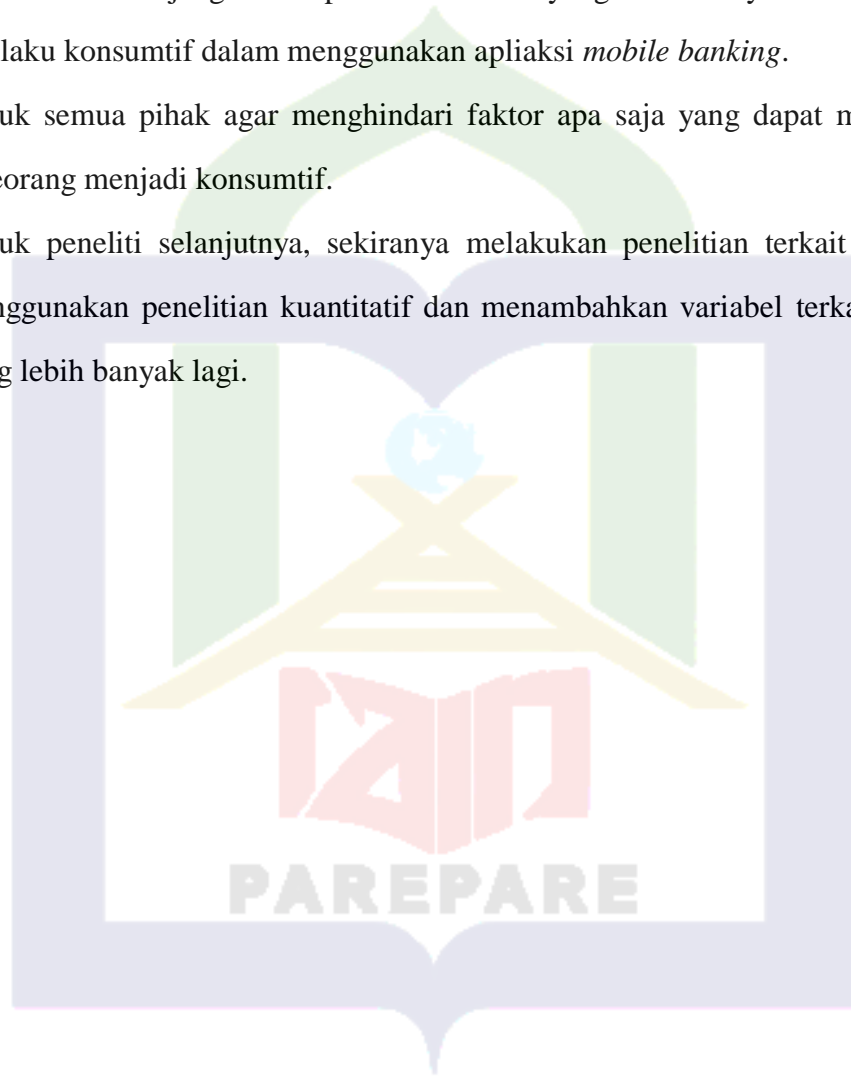 laku konsumtif dalam menggunakan apliaksi mobile banking.
uk semua pihak agar menghindari faktor apa saja yang dapat m
eorang menjadi konsumtif.
uk peneliti selanjutnya, sekiranya melakukan penelitian terkait
nggunakan penelitian kuantitatif dan menambahkan variabel terka
g lebih banyak lagi.
iain
PAREPARE